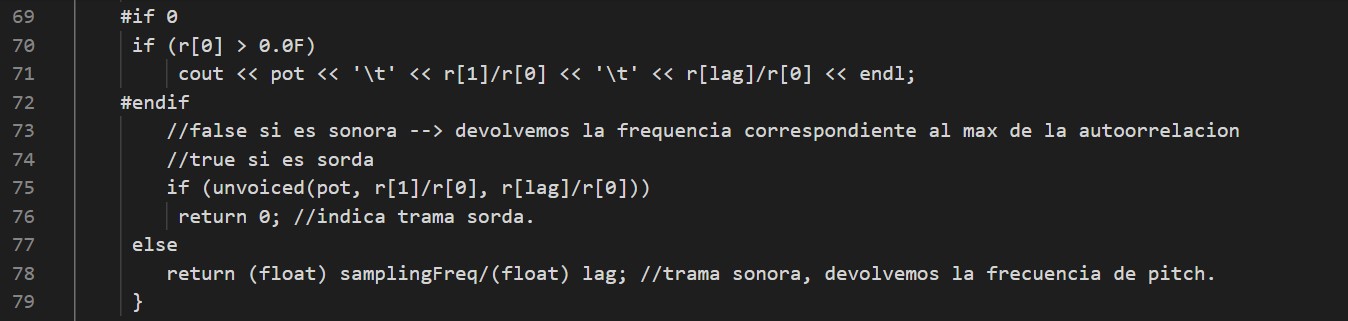 69 #if 0
70 if (r[0] > 0.0F)
71 cout << pot << '\t' << r[1]/r[0] << '\t' << r[lag]/r[0] << endl;
72 #endif
73 //false si es sonora --> devolvemos la frequencia correspondiente al max de la autoorrelacion
74 //true si es sorda
75 if (unvoiced(pot, r[1]/r[0], r[lag]/r[0]))
76 return 0; //indica trama sorda.
77 else
78 return (float) samplingFreq/(float) lag; //trama sonora, devolvemos la frecuencia de pitch.
79 }